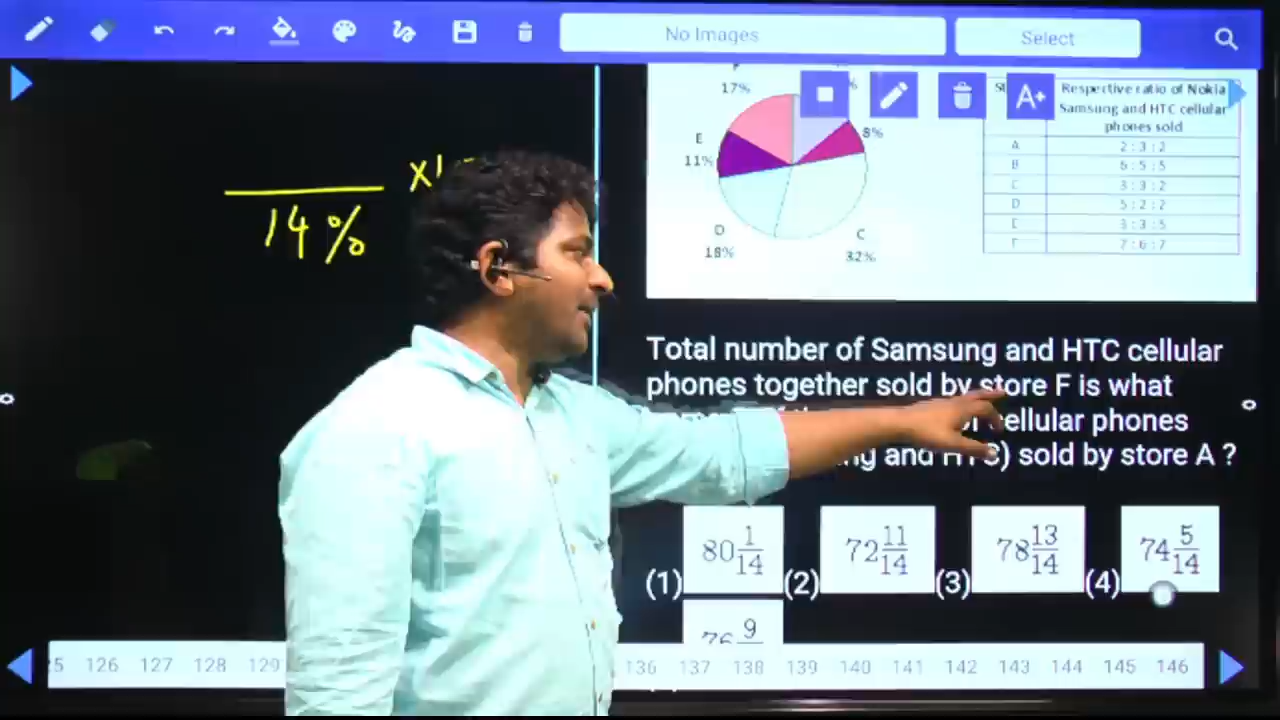 No Images
Select
A+
17%
8%
E
11%
D
18%
C
32%
Respective ratio of Nokia
Samsung and HTC cellular
phones sold
A 2 : 3 : 2
B 6 : 5 : 5
C 3 : 3 : 2
D 5 : 2 : 2
E 3 : 3 : 5
F 7 : 6 : 7
14%
Total number of Samsung and HTC cellular
phones together sold by store F is what
cellular phones
and sold by store A ?
(1) 80 1/14 (2) 72 11/14 (3) 78 13/14 (4) 74 5/14
76 9
126 127 128 129 136 137 138 139 140 141 142 143 144 145 146